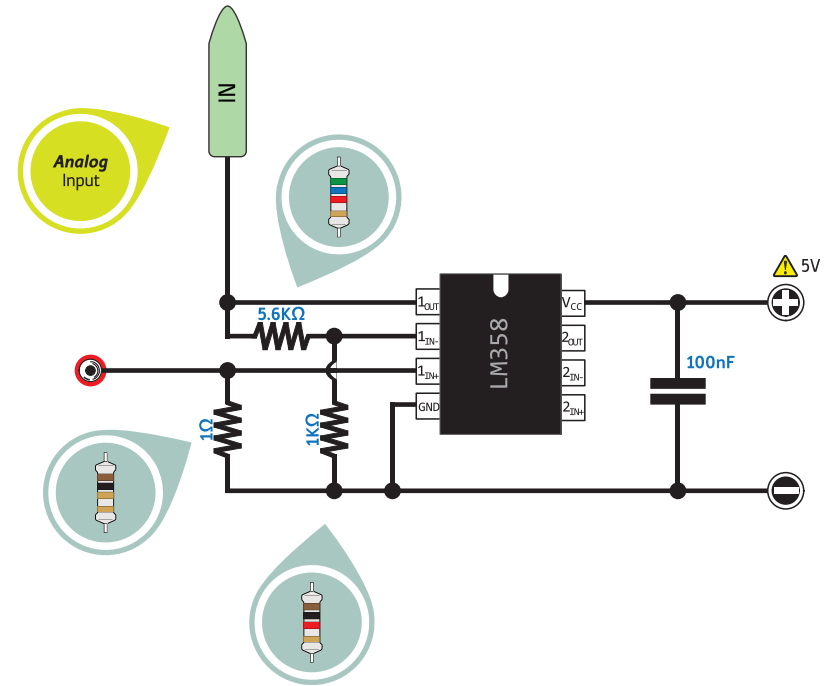 IN
Analog
Input
5V
5.6KΩ
1OUT
1IN-
1IN+
GND
LM358
VCC
2OUT
2IN-
2IN+
100nF
1Ω
1KΩ